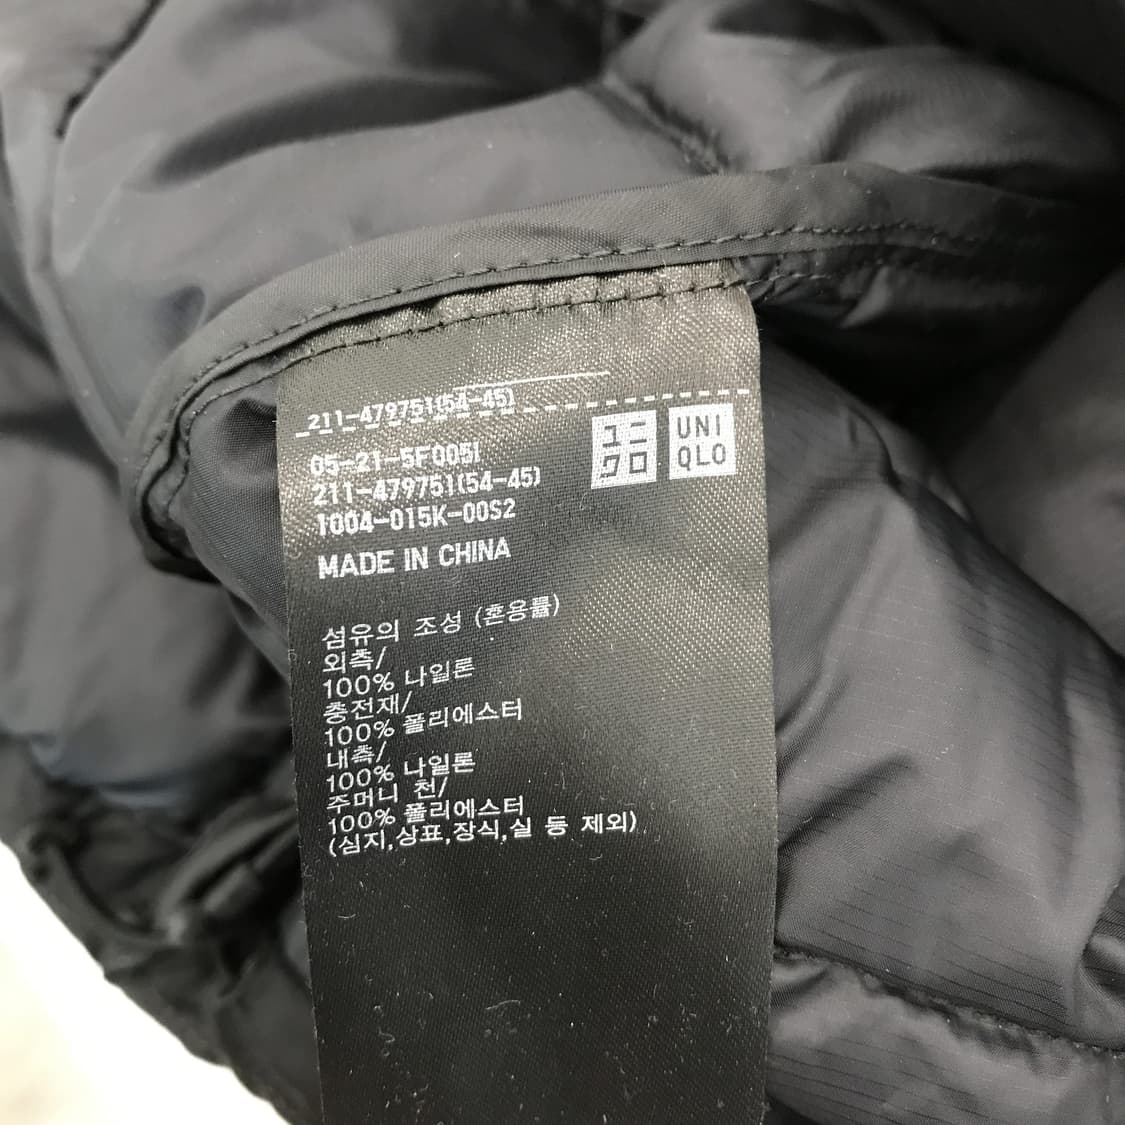 211-479751(54-45)
ユニ
クロ
UNI
QLO
05-21-5F005I
211-479751(54-45)
1004-015K-00S2
MADE IN CHINA
섬유의 조성 (혼용률)
외측/
100% 나일론
충전재/
100% 폴리에스터
내측/
100% 나일론
주머니 천/
100% 폴리에스터
(심지,상표,장식,실 등 제외)